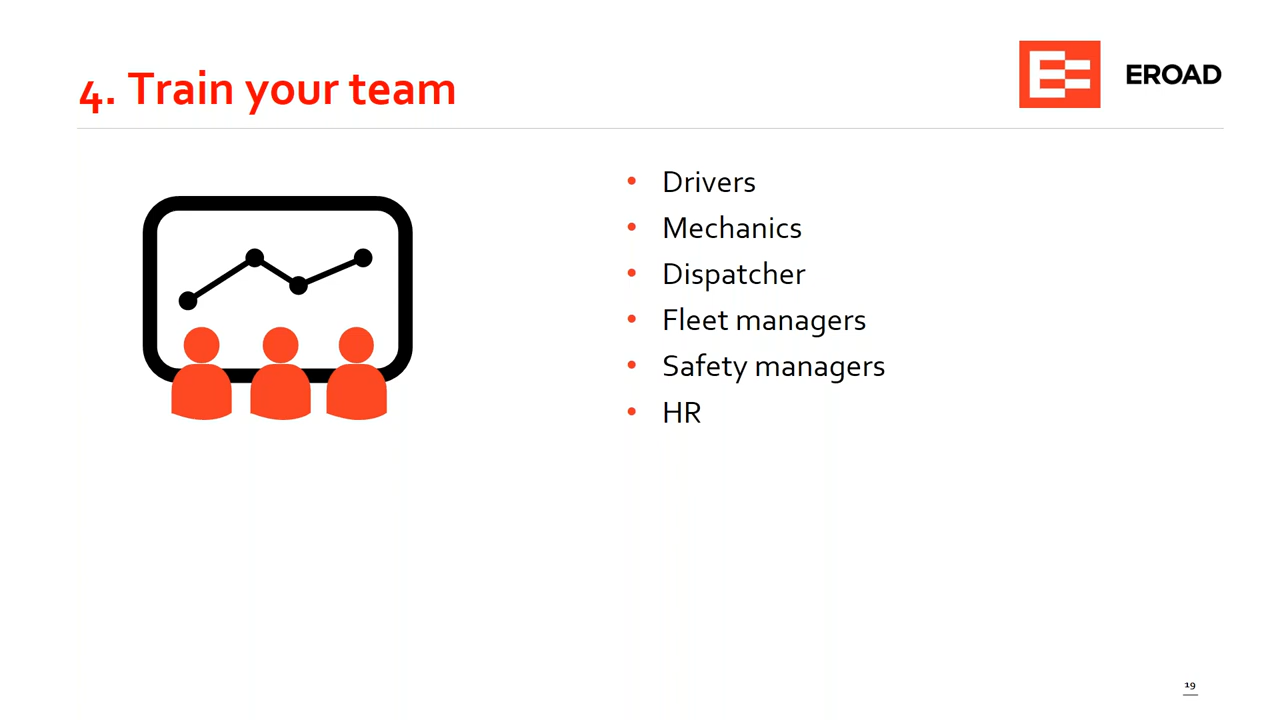 4. Train your team
EROAD
Drivers
Mechanics
Dispatcher
Fleet managers
Safety managers
HR
19